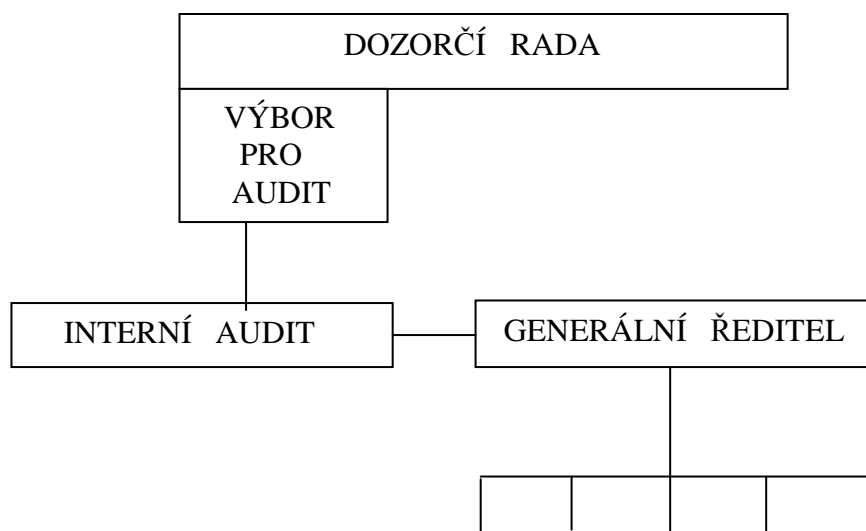 DOZORČÍ RADA
VÝBOR
PRO
AUDIT
INTERNÍ AUDIT
GENERÁLNÍ ŘEDITEL